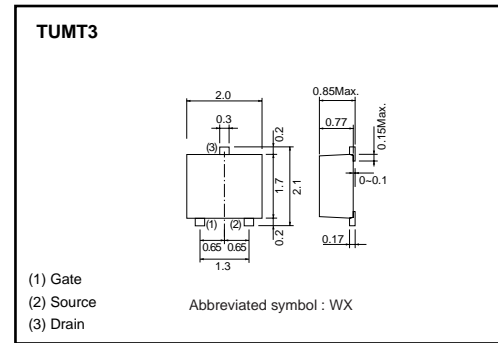 TUMT3
0.85Max.
2.0
0.3
0.77
0.15Max.
0.2
(3)
1.7
2.1
0~0.1
(1)
(2)
0.2
0.17
0.65
0.65
1.3
(1) Gate
(2) Source
(3) Drain
Abbreviated symbol : WX